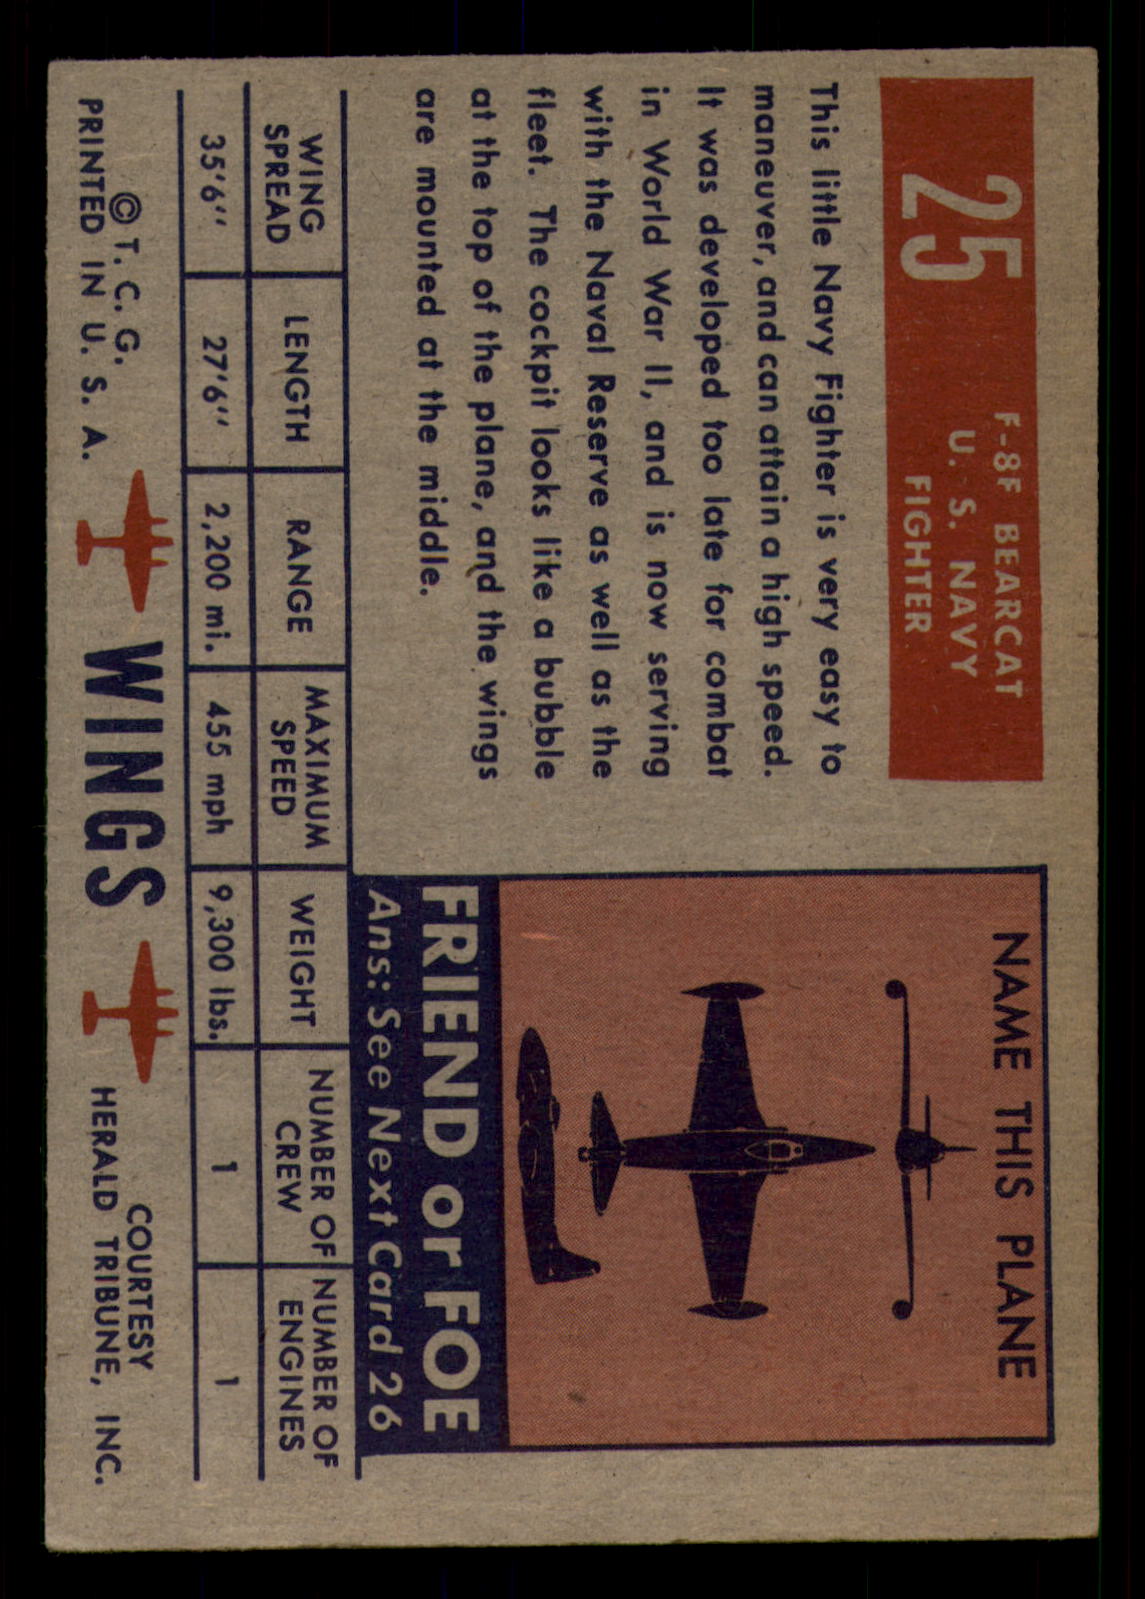 25
F-8F BEARCAT
U. S. NAVY
FIGHTER
This little Navy Fighter is very easy to
maneuver, and can attain a high speed.
It was developed too late for combat
in World War II, and is now serving
with the Naval Reserve as well as the
fleet. The cockpit looks like a bubble
at the top of the plane, and the wings
are mounted at the middle.
NAME THIS PLANE
FRIEND or FOE
Ans: See Next Card 26
WING SPREAD LENGTH RANGE MAXIMUM SPEED WEIGHT NUMBER OF CREW NUMBER OF ENGINES
35'6" 27'6" 2,200 mi. 455 mph 9,300 lbs. 1 1
© T. C. G.
PRINTED IN U. S. A.
WINGS
COURTESY
HERALD TRIBUNE, INC.